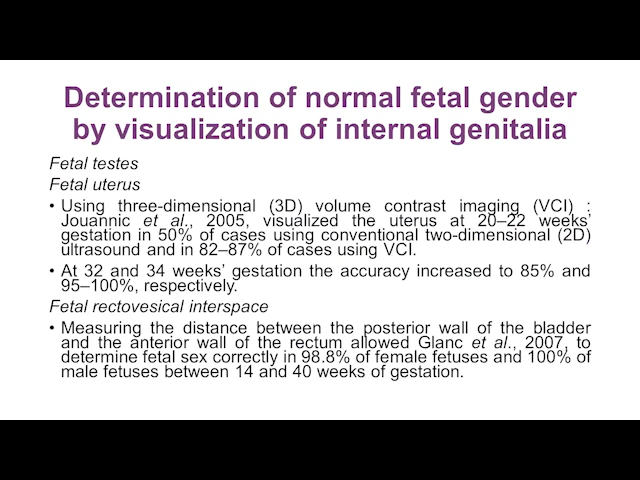 Determination of normal fetal gender
by visualization of internal genitalia
Fetal testes
Fetal uterus
• Using three-dimensional (3D) volume contrast imaging (VCI) :
Jouannic et al., 2005, visualized the uterus at 20–22 weeks’
gestation in 50% of cases using conventional two-dimensional (2D)
ultrasound and in 82–87% of cases using VCI.
• At 32 and 34 weeks’ gestation the accuracy increased to 85% and
95–100%, respectively.
Fetal rectovesical interspace
• Measuring the distance between the posterior wall of the bladder
and the anterior wall of the rectum allowed Glanc et al., 2007, to
determine fetal sex correctly in 98.8% of female fetuses and 100% of
male fetuses between 14 and 40 weeks of gestation.